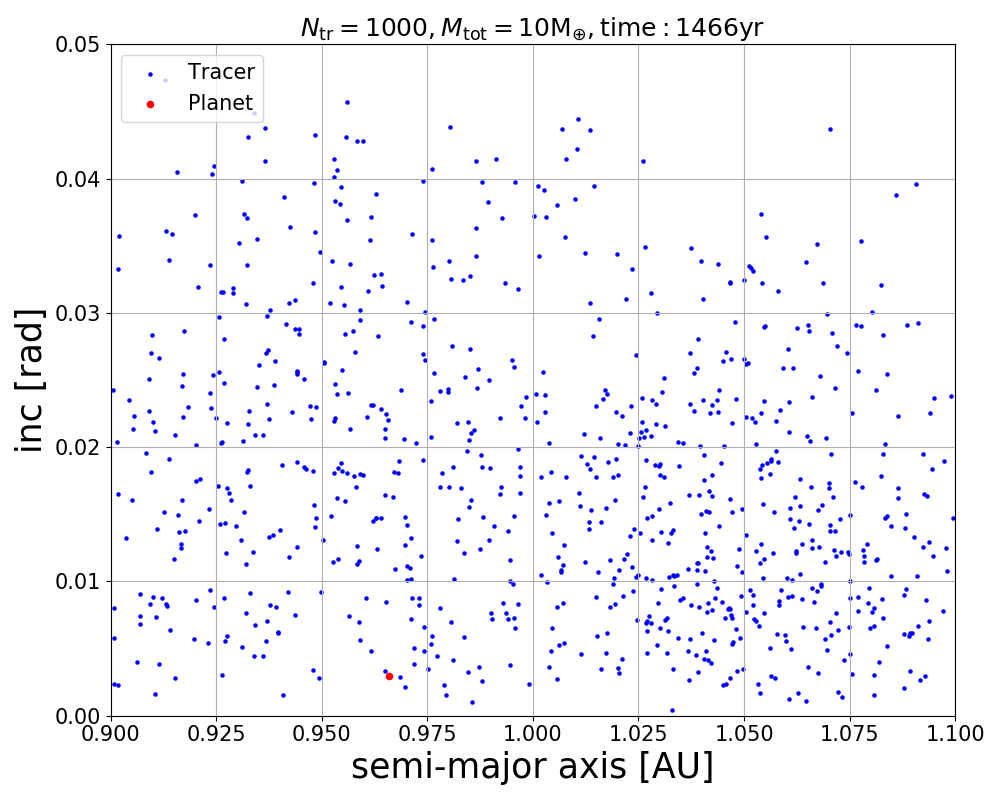 N_tr = 1000, M_tot = 10M_⊕, time : 1466yr
Tracer
Planet
0.05
0.04
0.03
0.02
0.01
0.00
inc [rad]
0.900 0.925 0.950 0.975 1.000 1.025 1.050 1.075 1.100
semi-major axis [AU]